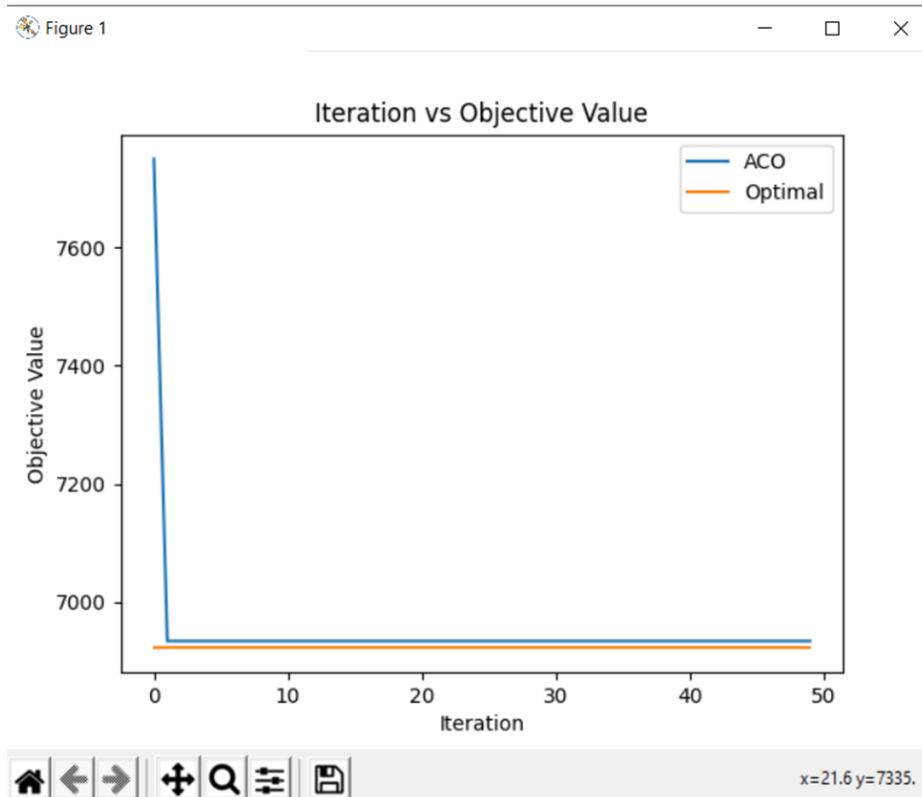 Figure 1
Iteration vs Objective Value
ACO
Optimal
7600
7400
7200
7000
Objective Value
0 10 20 30 40 50
Iteration
x=21.6 y=7335.